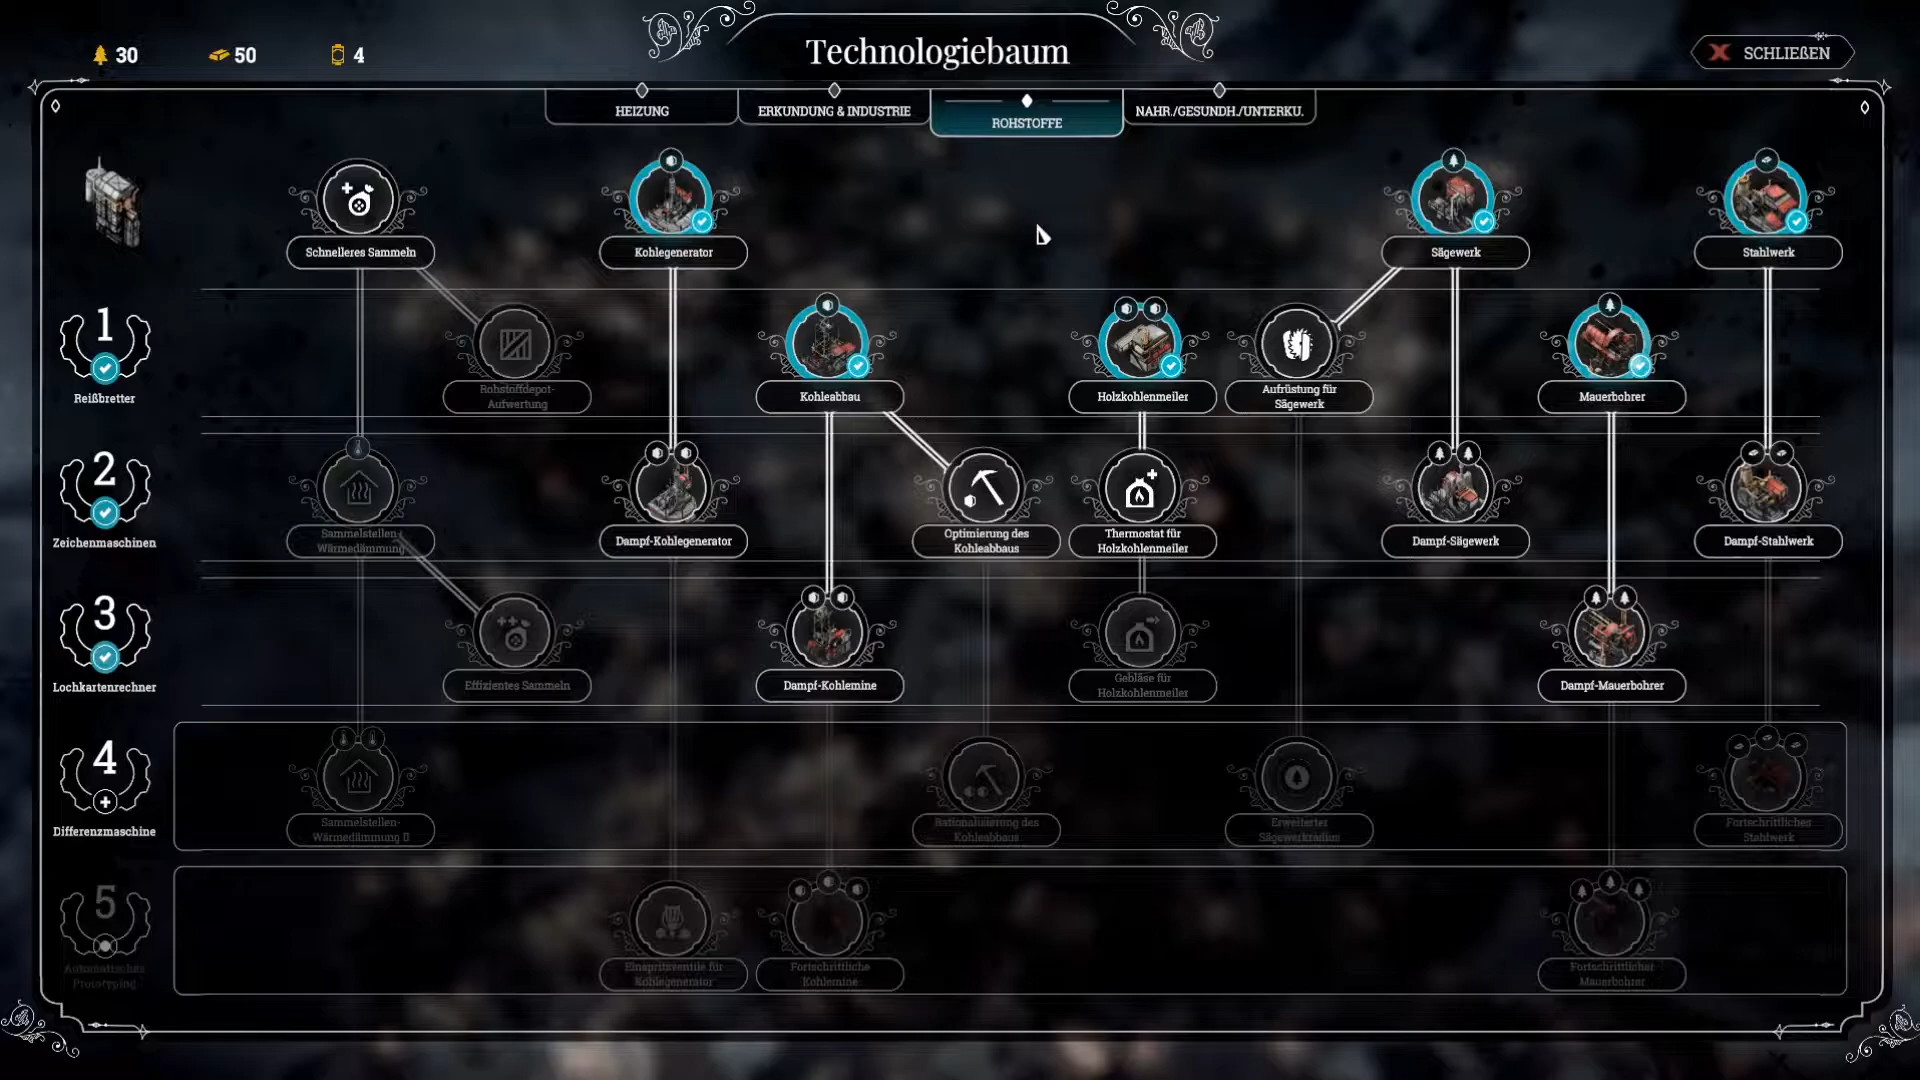 30
50
4
Technologiebaum
SCHLIEẞEN
HEIZUNG
ERKUNDUNG & INDUSTRIE
ROHSTOFFE
NAHR./GESUNDH./UNTERKU.
Schnelleres Sammeln
Kohlegenerator
Sägewerk
Stahlwerk
1
Reißbretter
Rohstoffdepot-
Aufwertung
Kohleabbau
Holzkohlenmeiler
Aufrüstung für
Sägewerk
Mauerbohrer
2
Zeichenmaschinen
Sammelstellen-
Wärmedämmung
Dampf-Kohlegenerator
Optimierung des
Kohleabbaus
Thermostat für
Holzkohlenmeiler
Dampf-Sägewerk
Dampf-Stahlwerk
3
Lochkartenrechner
Effizientes Sammeln
Dampf-Kohlemine
Gebläse für
Holzkohlenmeiler
Dampf-Mauerbohrer
4
Differenzmaschine
Sammelstellen-
Wärmedämmung II
Rationalisierung des
Kohleabbaus
Erweiterter
Sägewerkradius
Fortschrittliches
Stahlwerk
5
Automatisches
Prototyping
Einspritzventile für
Kohlegenerator
Fortschrittliche
Kohlemine
Fortschrittlicher
Mauerbohrer